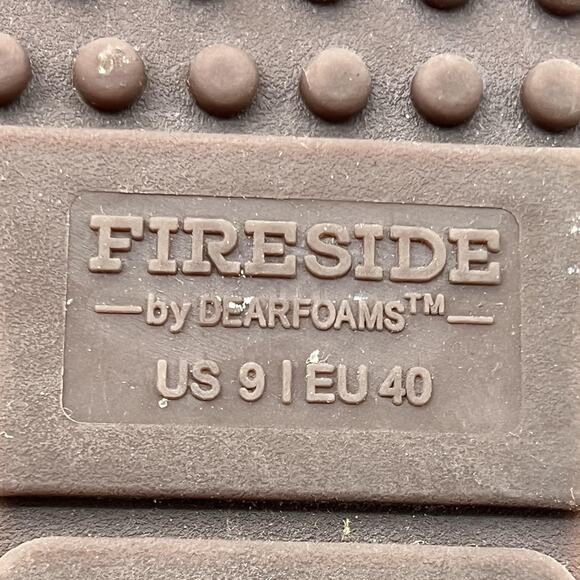 FIRESIDE
by DEARFOAMS™
US 9 | EU 40